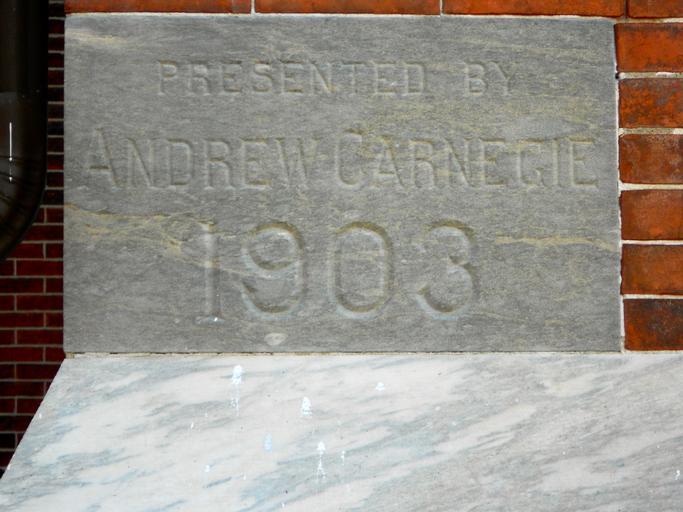 PRESENTED BY
ANDREW CARNEGIE
1903